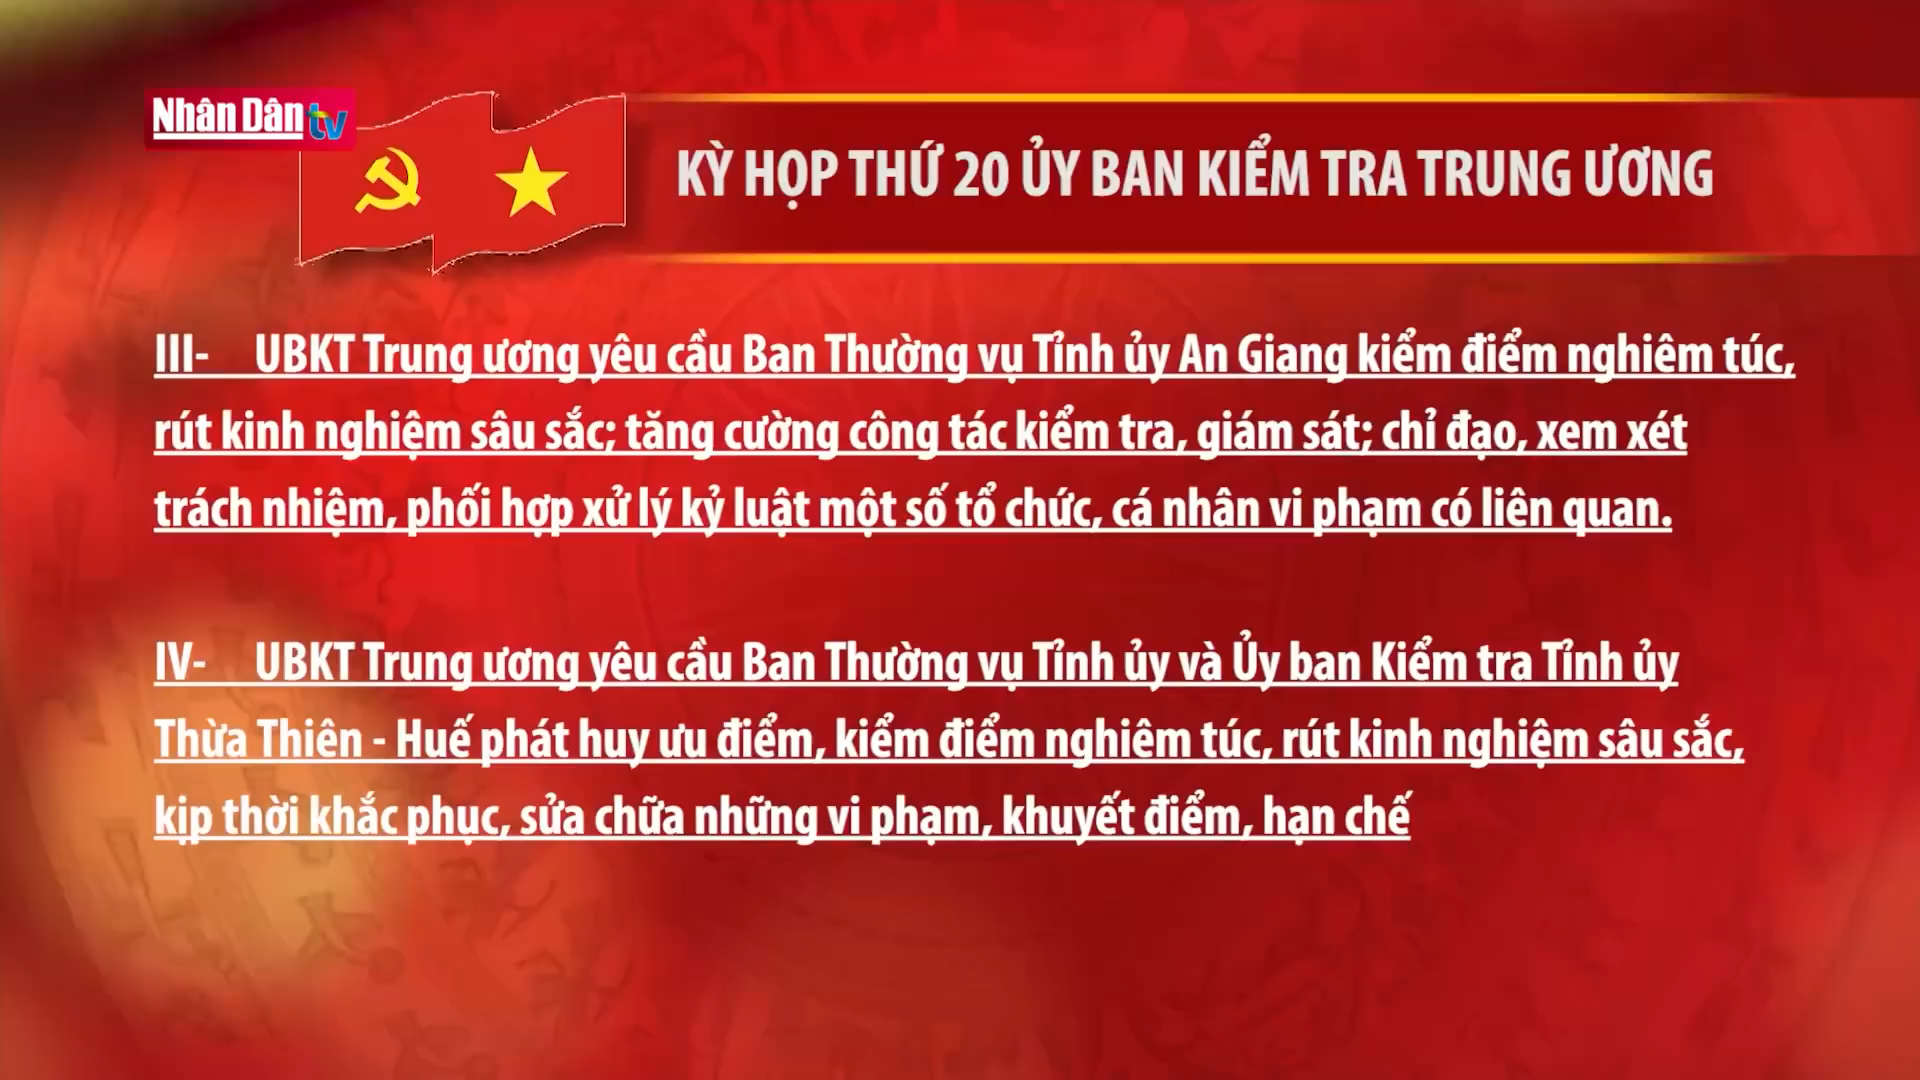 Nhân Dân tv
KỲ HỌP THỨ 20 ỦY BAN KIỂM TRA TRUNG ƯƠNG
III- UBKT Trung ương yêu cầu Ban Thường vụ Tỉnh ủy An Giang kiểm điểm nghiêm túc,
rút kinh nghiệm sâu sắc; tăng cường công tác kiểm tra, giám sát; chỉ đạo, xem xét
trách nhiệm, phối hợp xử lý kỷ luật một số tổ chức, cá nhân vi phạm có liên quan.
IV- UBKT Trung ương yêu cầu Ban Thường vụ Tỉnh ủy và Ủy ban Kiểm tra Tỉnh ủy
Thừa Thiên - Huế phát huy ưu điểm, kiểm điểm nghiêm túc, rút kinh nghiệm sâu sắc,
kịp thời khắc phục, sửa chữa những vi phạm, khuyết điểm, hạn chế